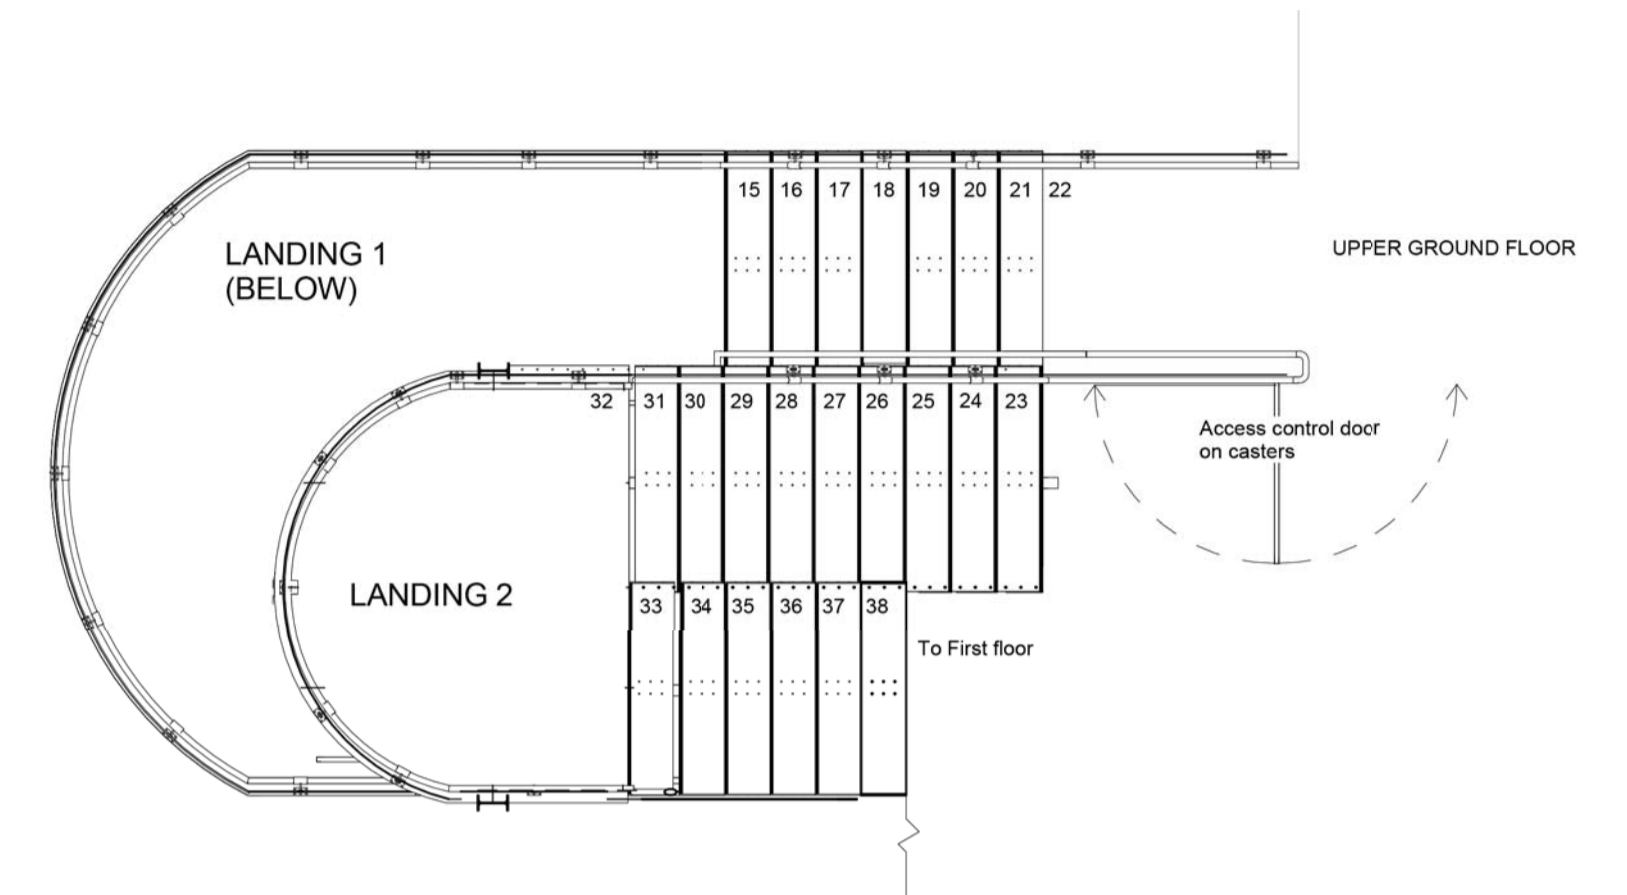 15 16 17 18 19 20 21 22
LANDING 1
(BELOW)
UPPER GROUND FLOOR
32 31 30 29 28 27 26 25 24 23
Access control door
on casters
LANDING 2
33 34 35 36 37 38
To First floor